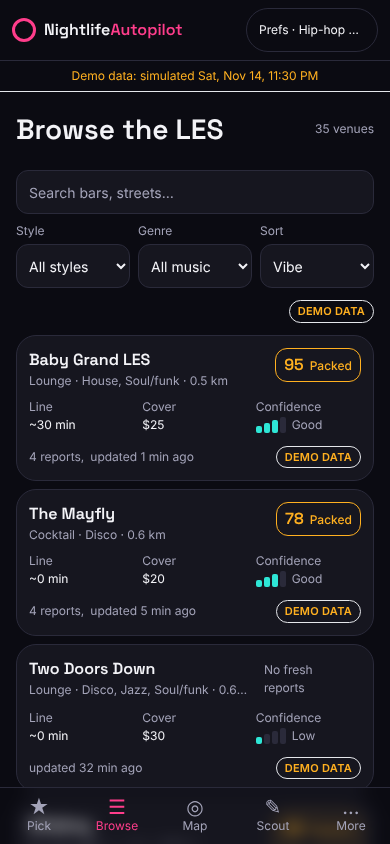 NightlifeAutopilot
Prefs · Hip-hop ...
Demo data: simulated Sat, Nov 14, 11:30 PM
Browse the LES
35 venues
Search bars, streets...
Style
Genre
Sort
All styles
All music
Vibe
DEMO DATA
Baby Grand LES
95 Packed
Lounge · House, Soul/funk · 0.5 km
Line
Cover
Confidence
~30 min
$25
Good
4 reports, updated 1 min ago
DEMO DATA
The Mayfly
78 Packed
Cocktail · Disco · 0.6 km
Line
Cover
Confidence
~0 min
$20
Good
4 reports, updated 5 min ago
DEMO DATA
Two Doors Down
No fresh
reports
Lounge · Disco, Jazz, Soul/funk · 0.6...
Line
Cover
Confidence
~0 min
$30
Low
updated 32 min ago
DEMO DATA
Pick
Browse
Map
Scout
More